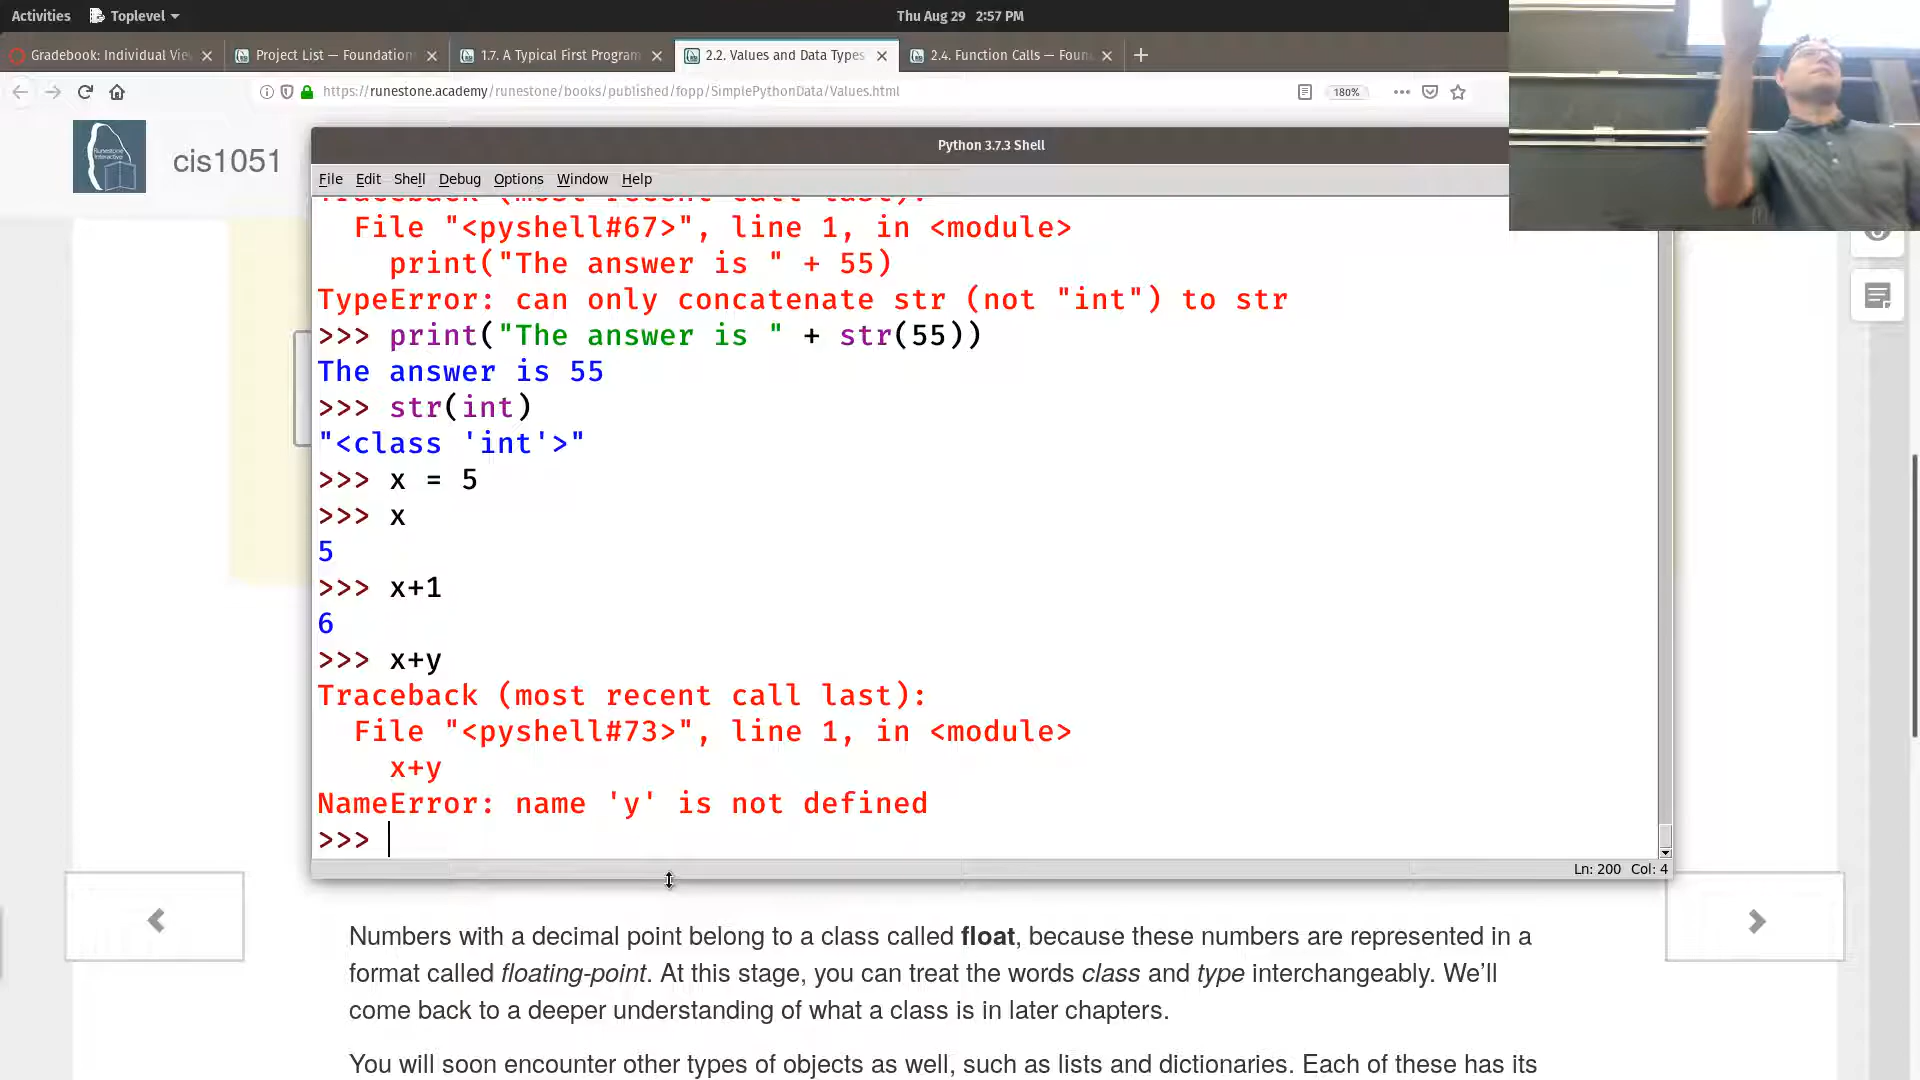 Activities Toplevel Thu Aug 29 2:57 PM
Gradebook: Individual Vie Project List — Foundation 1.7. A Typical First Program 2.2. Values and Data Types 2.4. Function Calls — Foun
https://runestone.academy/runestone/books/published/fopp/SimplePythonData/Values.html 180%
Runestone
Interactive
cis1051
Python 3.7.3 Shell
File Edit Shell Debug Options Window Help
Traceback (most recent call last):
File "<pyshell#67>", line 1, in <module>
print("The answer is " + 55)
TypeError: can only concatenate str (not "int") to str
>>> print("The answer is " + str(55))
The answer is 55
>>> str(int)
"<class 'int'>"
>>> x = 5
>>> x
5
>>> x+1
6
>>> x+y
Traceback (most recent call last):
File "<pyshell#73>", line 1, in <module>
x+y
NameError: name 'y' is not defined
>>>
Ln: 200 Col: 4
Numbers with a decimal point belong to a class called float, because these numbers are represented in a
format called floating-point. At this stage, you can treat the words class and type interchangeably. We’ll
come back to a deeper understanding of what a class is in later chapters.
You will soon encounter other types of objects as well, such as lists and dictionaries. Each of these has its